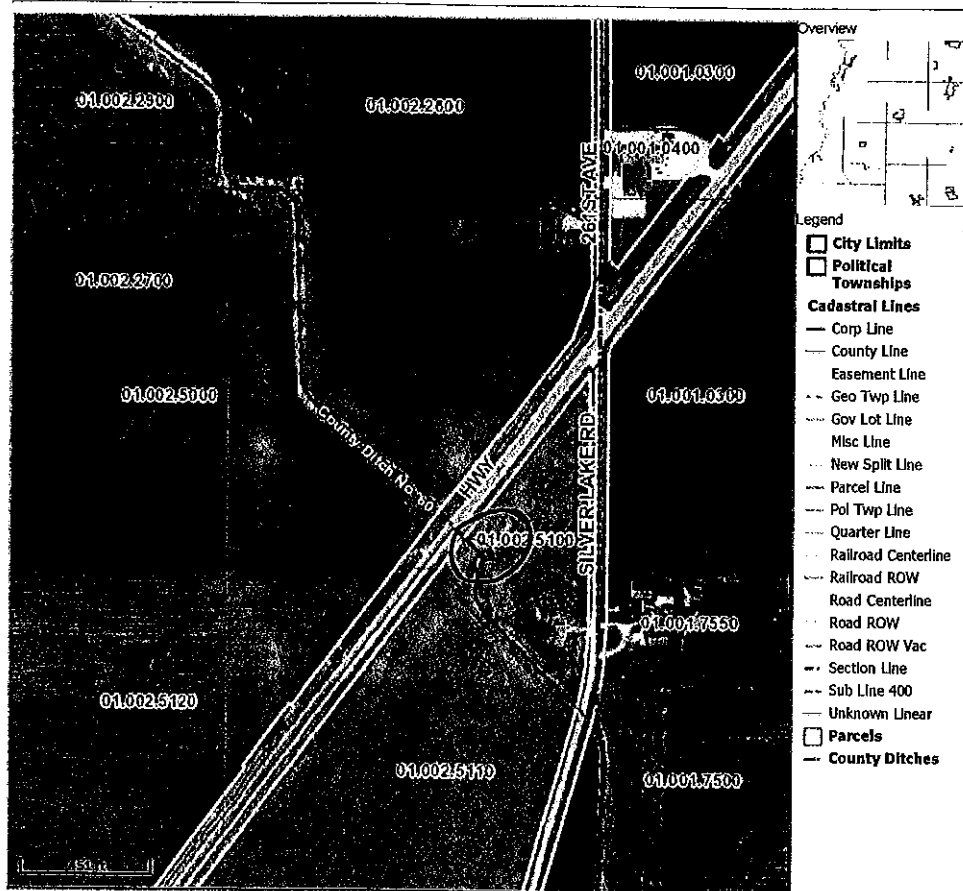 01.002.2900
01.002.2800
01.001.0300
01.001.0400
261ST AVE
01.002.2700
01.002.5000
01.001.0300
County Ditch No. 60
HWY
SILVER LAKE RD
01.002.5100
01.001.7550
01.002.5120
01.002.5110
01.001.7500
Overview
Legend
City Limits
Political
Townships
Cadastral Lines
Corp Line
County Line
Easement Line
Geo Twp Line
Gov Lot Line
Misc Line
New Split Line
Parcel Line
Pol Twp Line
Quarter Line
Railroad Centerline
Railroad ROW
Road Centerline
Road ROW
Road ROW Vac
Section Line
Sub Line 400
Unknown Linear
Parcels
County Ditches